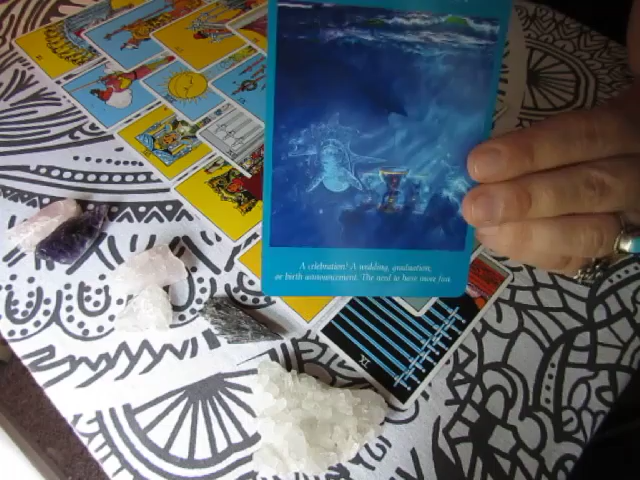 A celebration! A wedding, graduation,
or birth announcement. The need to have more fun.